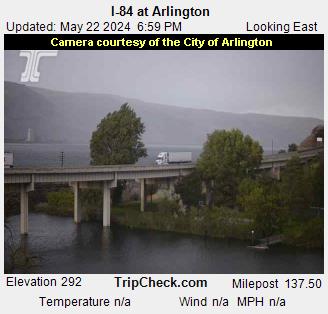 I-84 at Arlington
Updated: May 22 2024 6:59 PM Looking East
Camera courtesy of the City of Arlington
Elevation 292 TripCheck.com Milepost 137.50
Temperature n/a Wind n/a MPH n/a